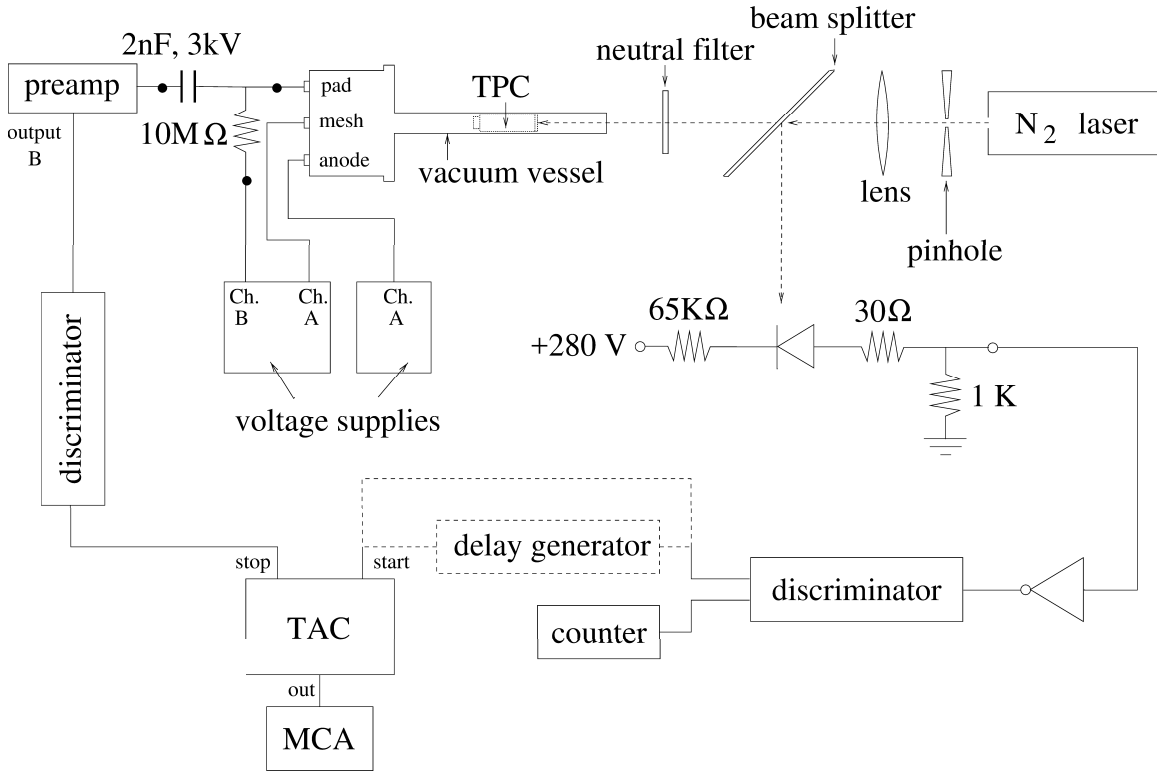 beam splitter
2nF, 3kV
neutral filter
preamp
pad
TPC
output
B
10M Ω
mesh
N2 laser
anode
vacuum vessel
lens
pinhole
Ch.
B
Ch.
A
Ch.
A
65KΩ
30Ω
+280 V
1 K
voltage supplies
discriminator
delay generator
stop
start
discriminator
TAC
counter
out
MCA